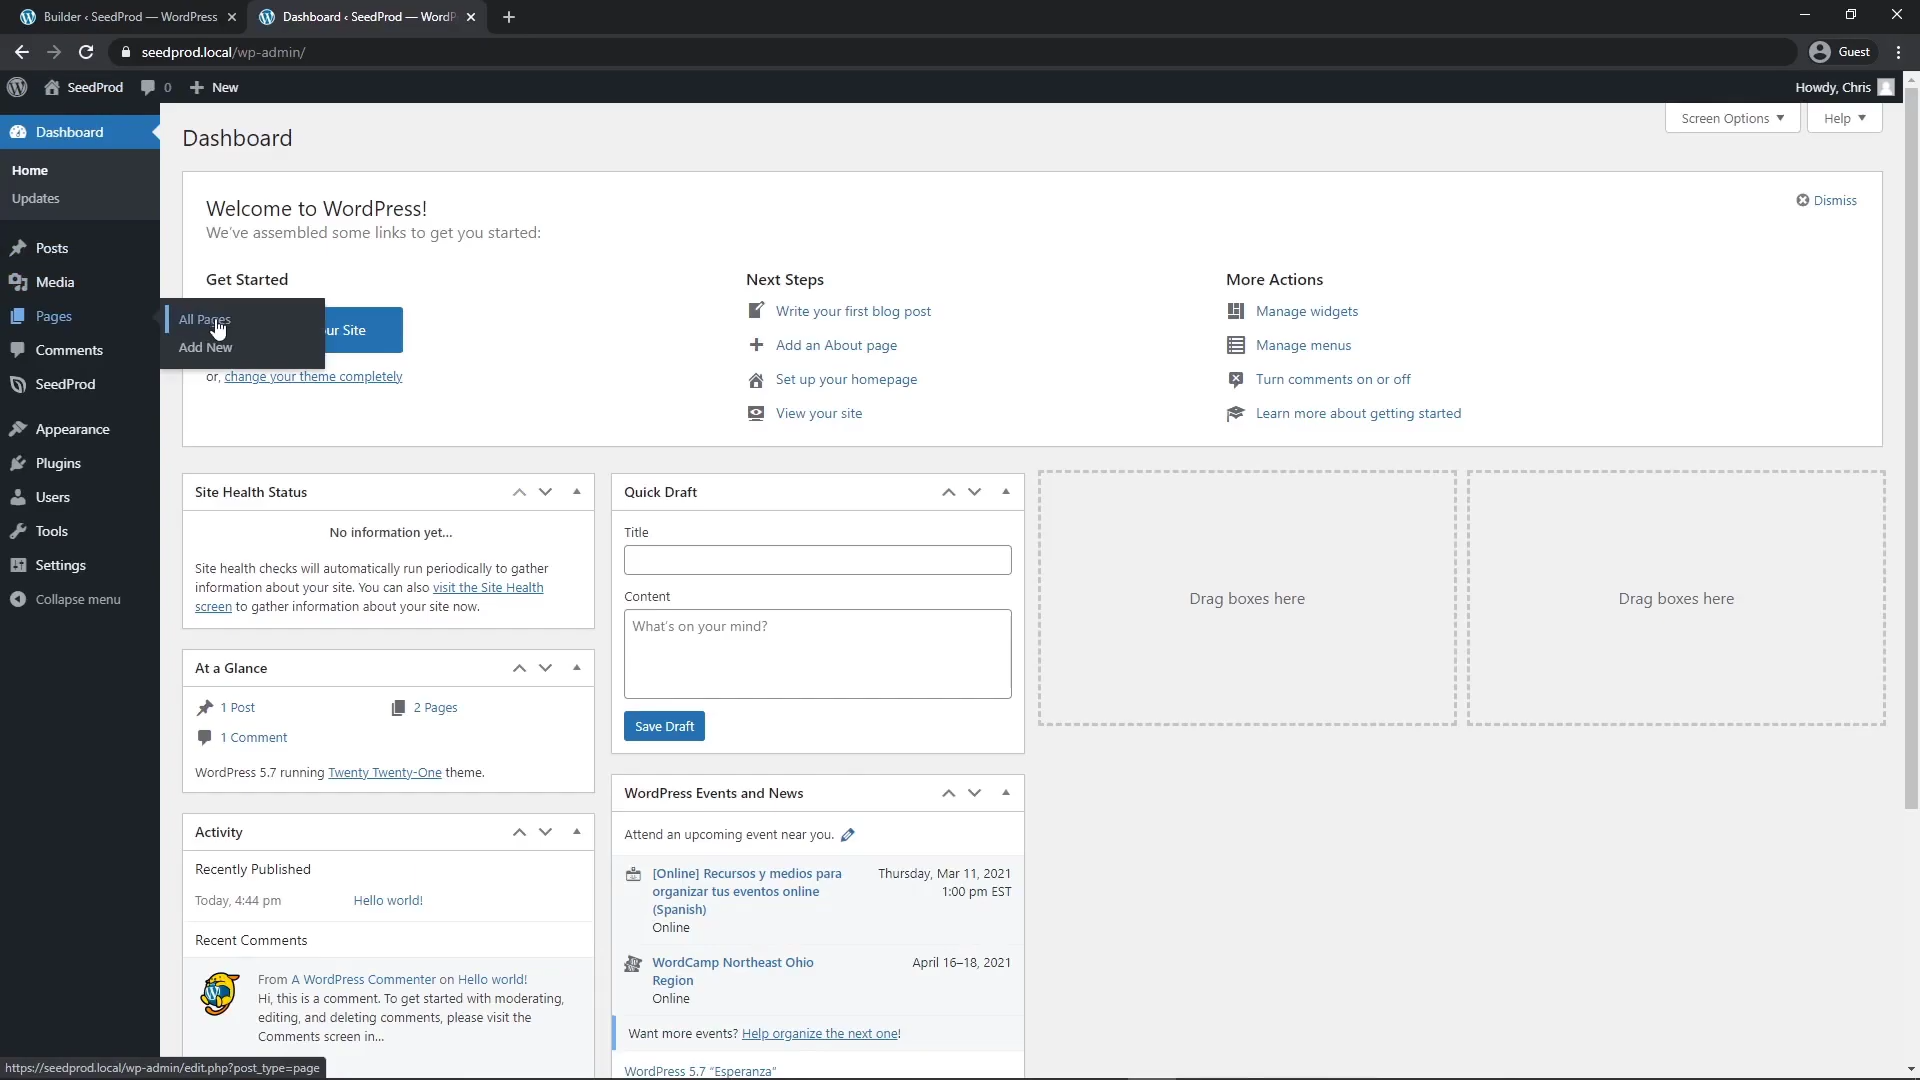 Builder ‹ SeedProd — WordPress
Dashboard ‹ SeedProd — WordP
seedprod.local/wp-admin/
Guest
SeedProd
0
New
Howdy, Chris
Dashboard
Home
Updates
Posts
Media
Pages
Comments
SeedProd
Appearance
Plugins
Users
Tools
Settings
Collapse menu
All Pages
Add New
Dashboard
Screen Options
Help
Welcome to WordPress!
We've assembled some links to get you started:
Dismiss
Get Started
our Site
or, change your theme completely
Next Steps
Write your first blog post
Add an About page
Set up your homepage
View your site
More Actions
Manage widgets
Manage menus
Turn comments on or off
Learn more about getting started
Site Health Status
No information yet...
Site health checks will automatically run periodically to gather
information about your site. You can also visit the Site Health
screen to gather information about your site now.
At a Glance
1 Post
2 Pages
1 Comment
WordPress 5.7 running Twenty Twenty-One theme.
Activity
Recently Published
Today, 4:44 pm
Hello world!
Recent Comments
From A WordPress Commenter on Hello world!
Hi, this is a comment. To get started with moderating,
editing, and deleting comments, please visit the
Comments screen in...
Quick Draft
Title
Content
What's on your mind?
Save Draft
WordPress Events and News
Attend an upcoming event near you.
[Online] Recursos y medios para
organizar tus eventos online
(Spanish)
Online
Thursday, Mar 11, 2021
1:00 pm EST
WordCamp Northeast Ohio
Region
Online
April 16–18, 2021
Want more events? Help organize the next one!
WordPress 5.7 "Esperanza"
Drag boxes here
Drag boxes here
https://seedprod.local/wp-admin/edit.php?post_type=page